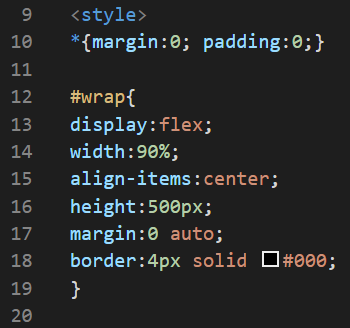 9 <style>
10 *{margin:0; padding:0;}
11
12 #wrap{
13 display:flex;
14 width:90%;
15 align-items:center;
16 height:500px;
17 margin:0 auto;
18 border:4px solid #000;
19 }
20